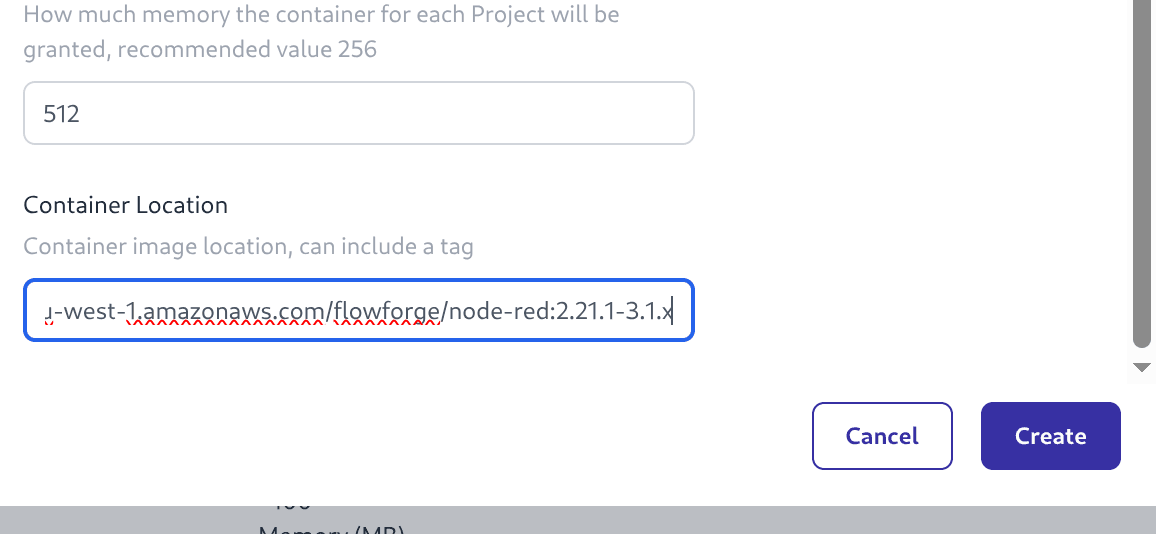 How much memory the container for each Project will be
granted, recommended value 256
512
Container Location
Container image location, can include a tag
u-west-1.amazonaws.com/flowforge/node-red:2.21.1-3.1.x
Cancel
Create
Memory (MB)